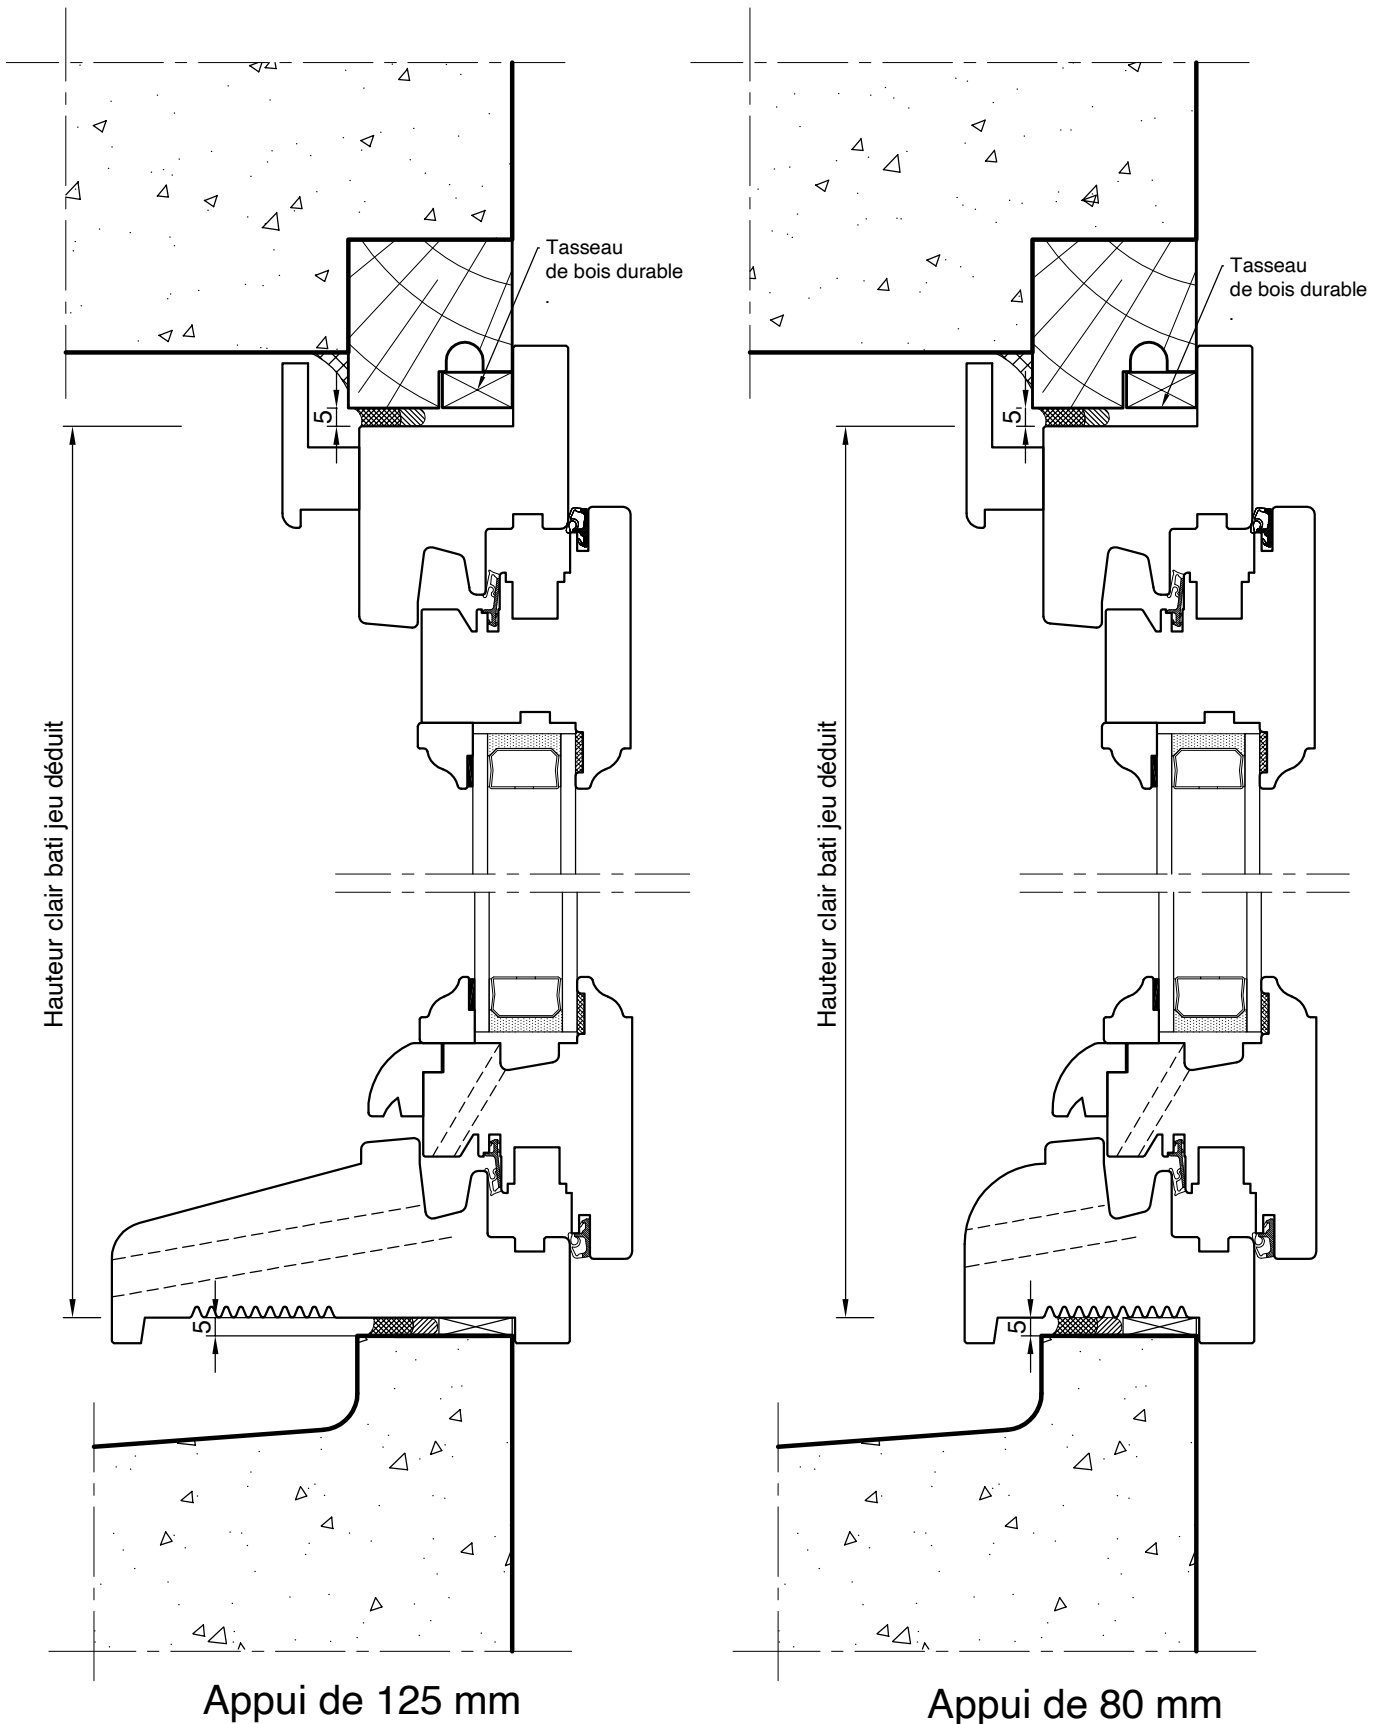 Tasseau
de bois durable
.
5
Hauteur clair bati jeu déduit
5
Appui de 125 mm
Tasseau
de bois durable
.
5
Hauteur clair bati jeu déduit
5
Appui de 80 mm